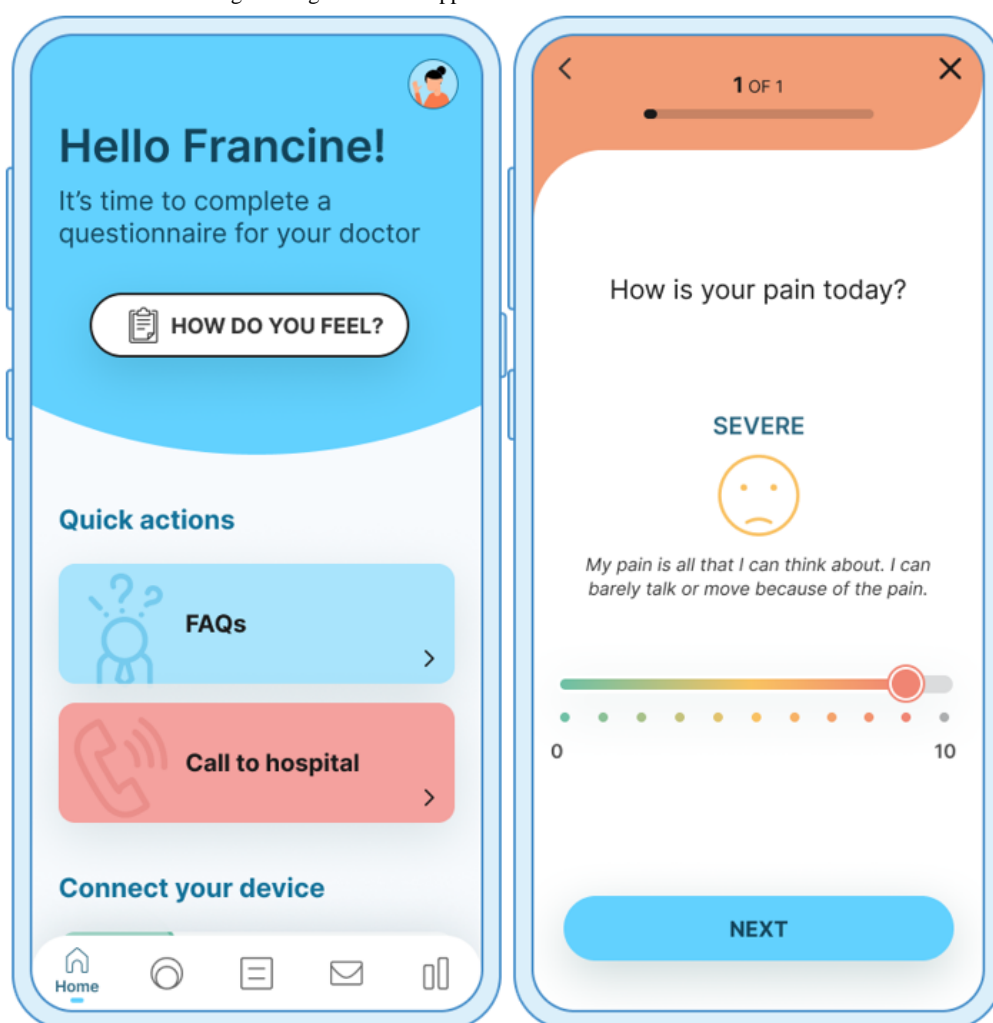 Hello Francine!
It's time to complete a
questionnaire for your doctor
HOW DO YOU FEEL?
Quick actions
FAQs
Call to hospital
Connect your device
Home
1 OF 1
How is your pain today?
SEVERE
My pain is all that I can think about. I can
barely talk or move because of the pain.
0
10
NEXT